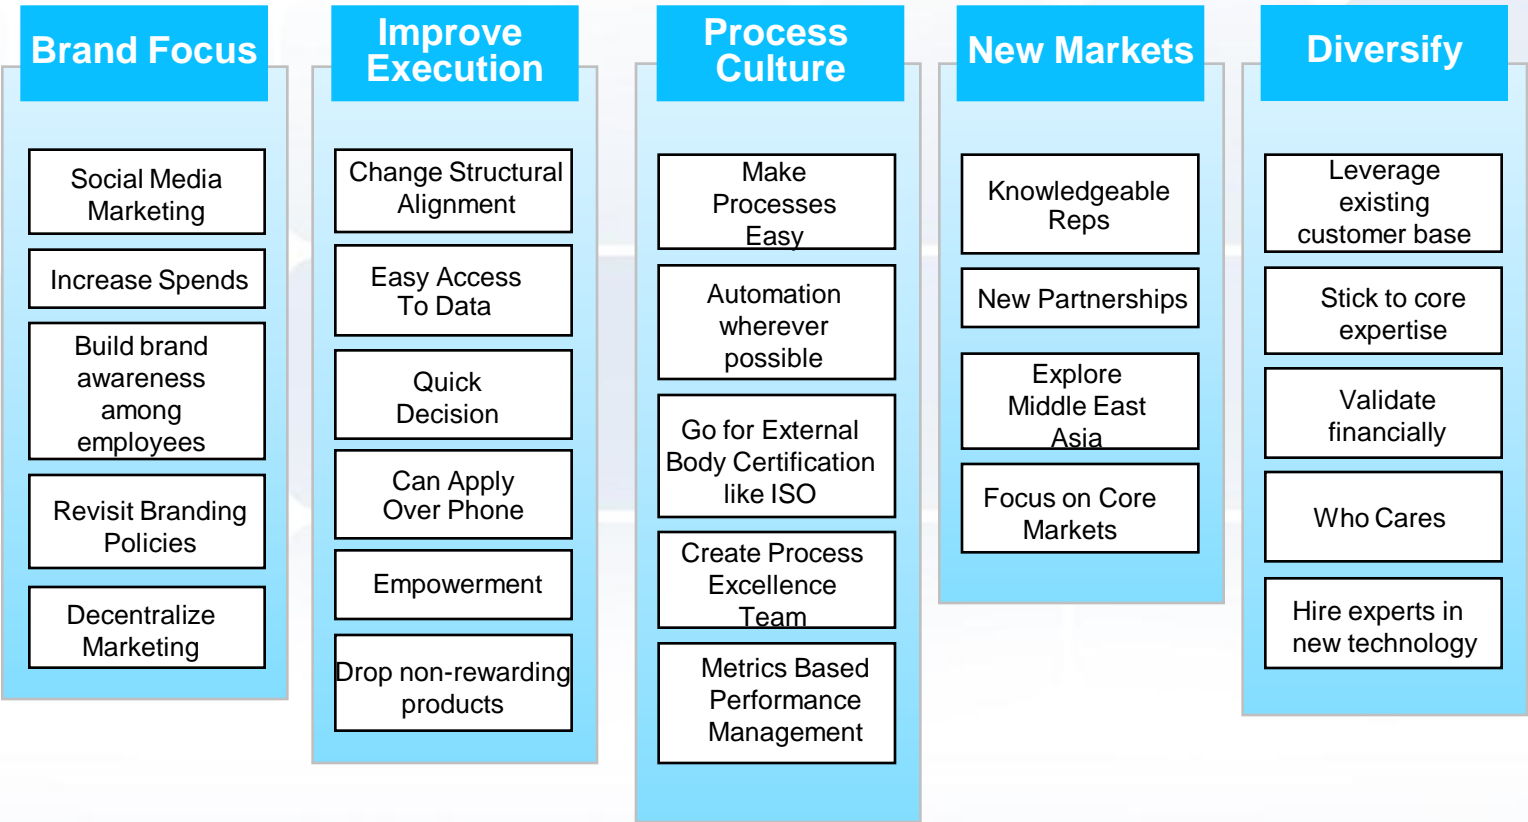 Brand Focus
Social Media
Marketing
Increase Spends
Build brand
awareness
among
employees
Revisit Branding
Policies
Decentralize
Marketing
Improve
Execution
Change Structural
Alignment
Easy Access
To Data
Quick
Decision
Can Apply
Over Phone
Empowerment
Drop non-rewarding
products
Process
Culture
Make
Processes
Easy
Automation
wherever
possible
Go for External
Body Certification
like ISO
Create Process
Excellence
Team
Metrics Based
Performance
Management
New Markets
Knowledgeable
Reps
New Partnerships
Explore
Middle East
Asia
Focus on Core
Markets
Diversify
Leverage
existing
customer base
Stick to core
expertise
Validate
financially
Who Cares
Hire experts in
new technology